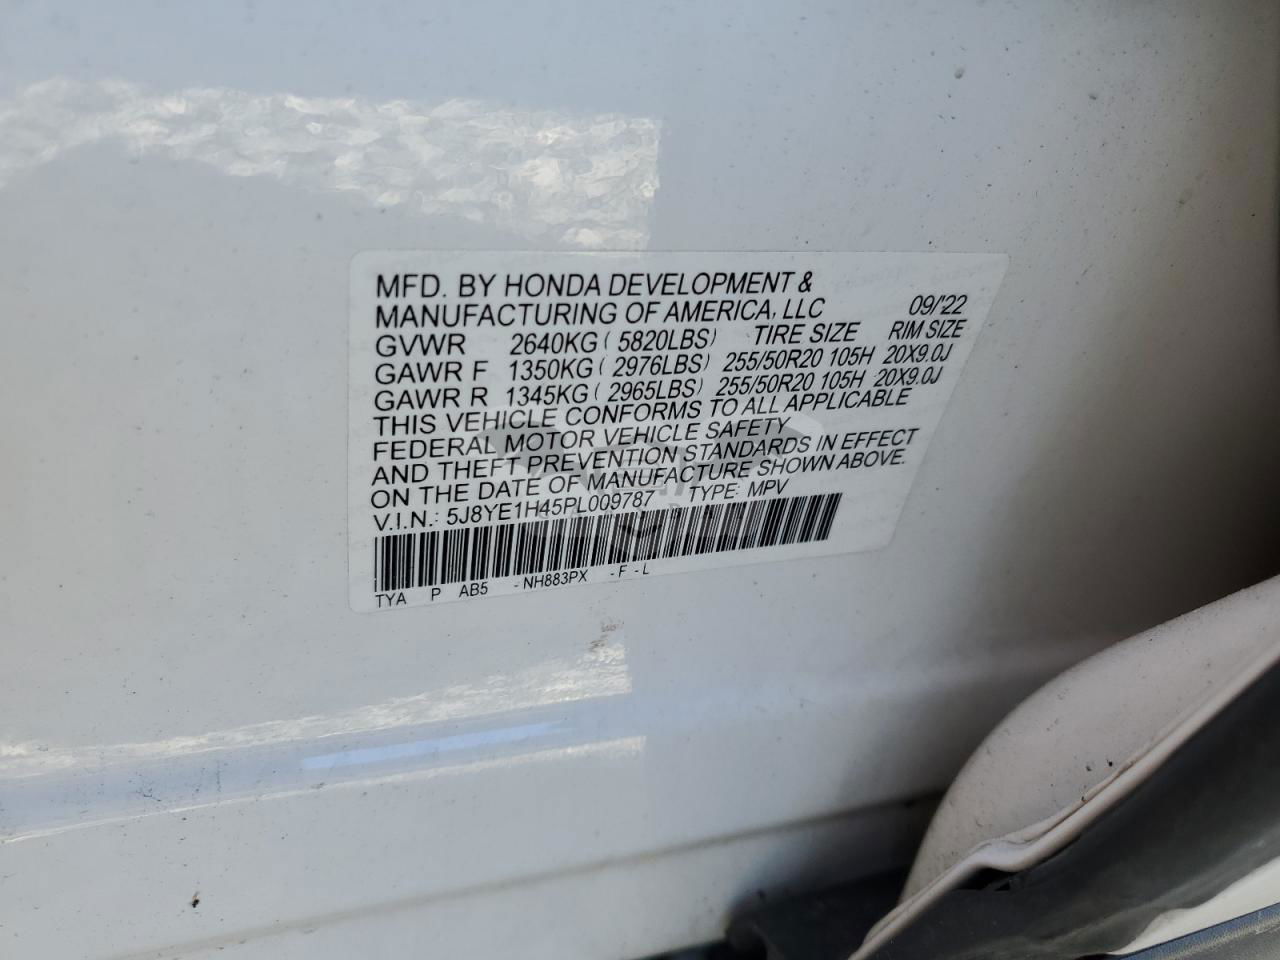 MFD. BY HONDA DEVELOPMENT &
MANUFACTURING OF AMERICA, LLC 09/'22
GVWR 2640KG ( 5820LBS) TIRE SIZE RIM SIZE
GAWR F 1350KG ( 2976LBS) 255/50R20 105H 20X9.0J
GAWR R 1345KG ( 2965LBS) 255/50R20 105H 20X9.0J
THIS VEHICLE CONFORMS TO ALL APPLICABLE
FEDERAL MOTOR VEHICLE SAFETY
AND THEFT PREVENTION STANDARDS IN EFFECT
ON THE DATE OF MANUFACTURE SHOWN ABOVE.
V.I.N.: 5J8YE1H45PL009787 TYPE: MPV
TYA P AB5 - NH883PX - F - L